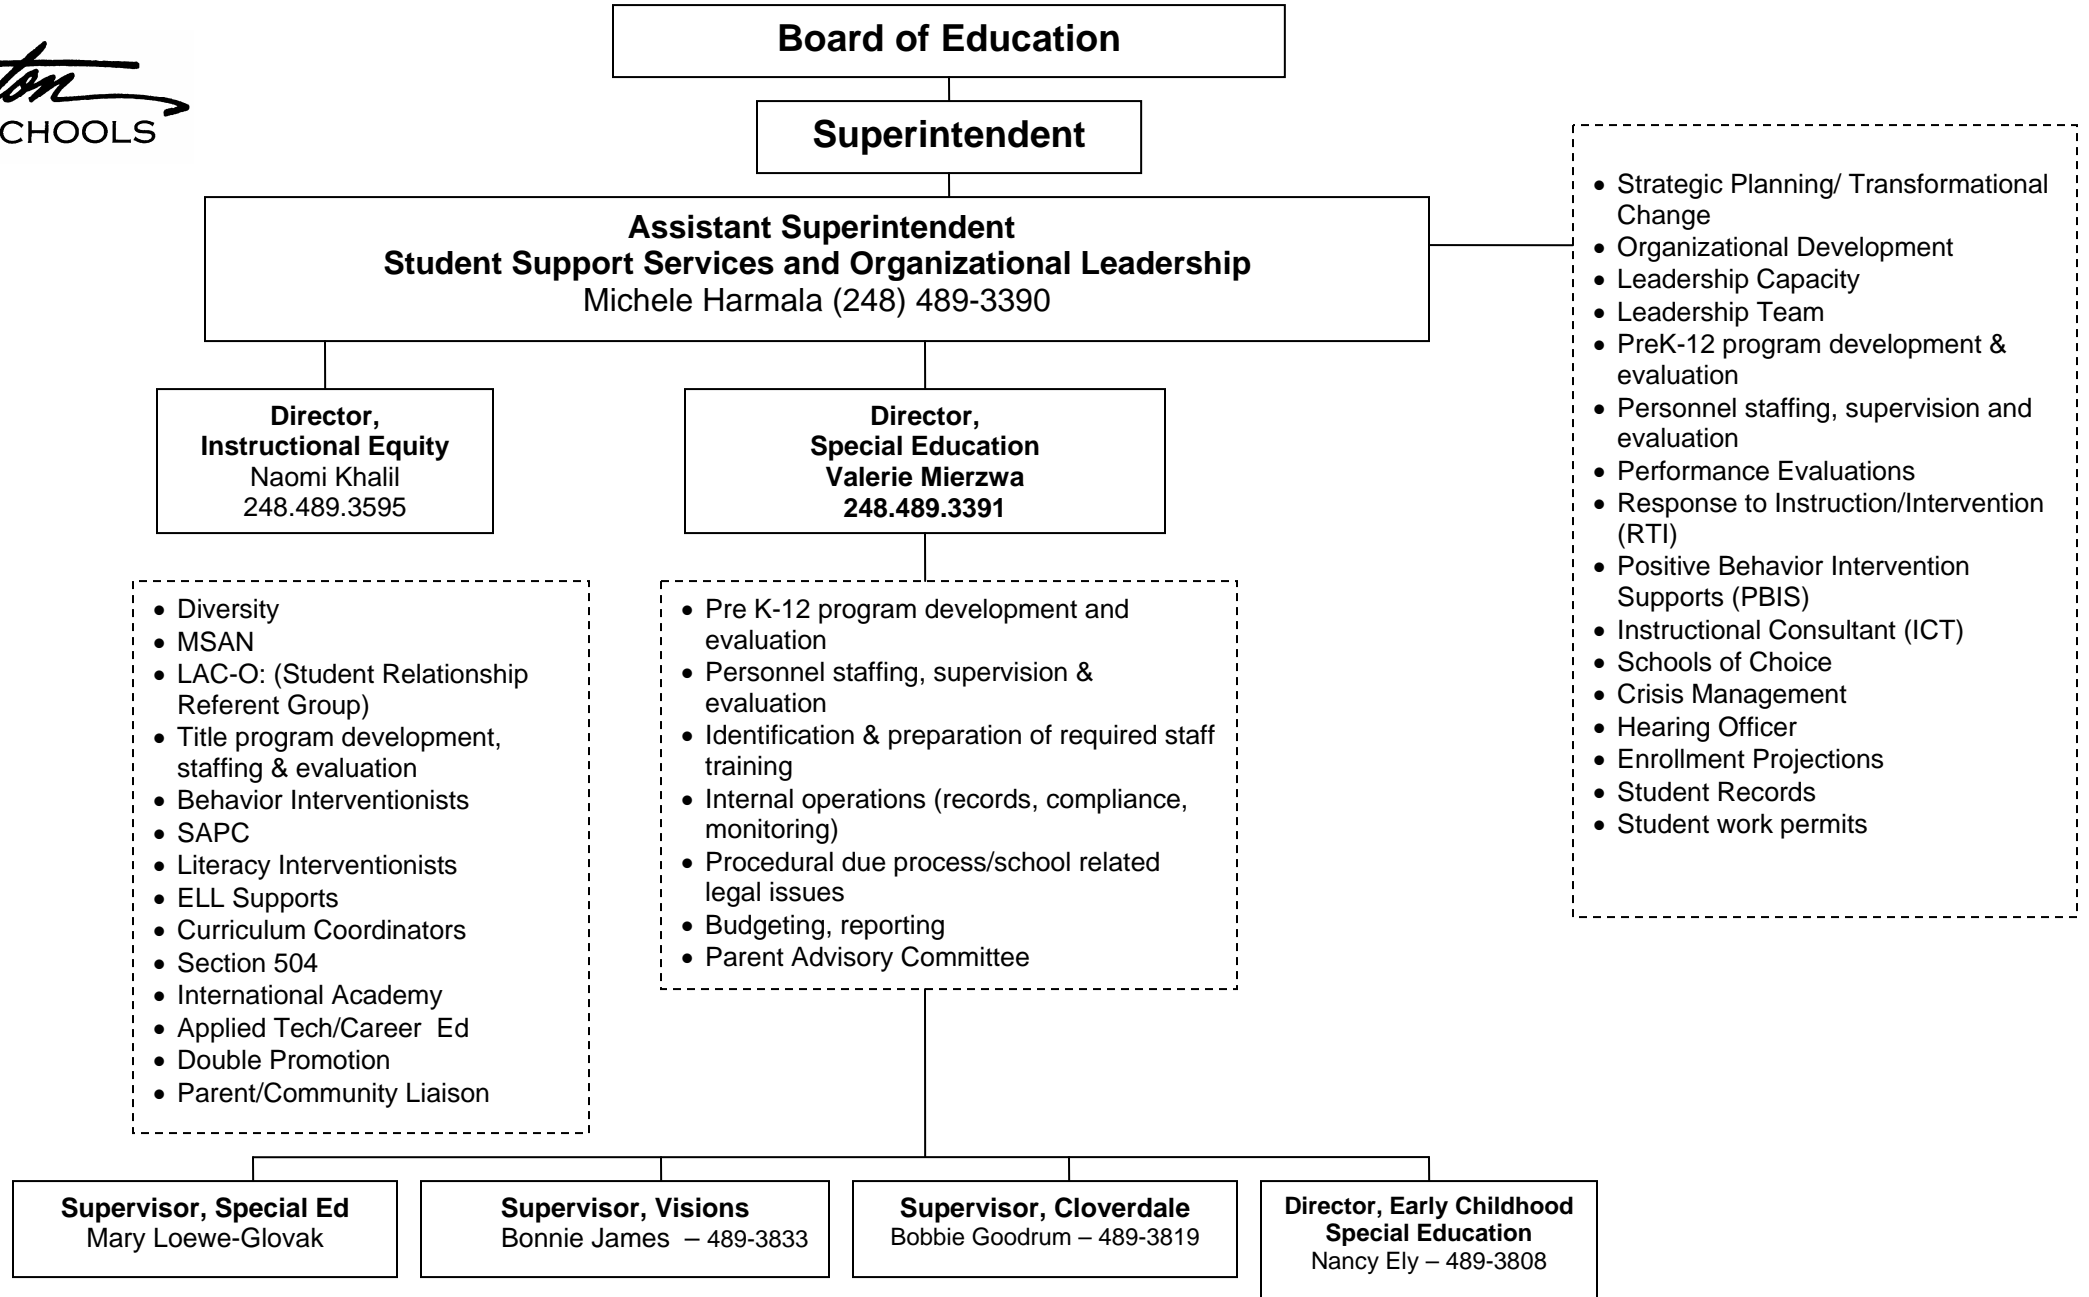 CHOOLS
Board of Education
Superintendent
Assistant Superintendent
Student Support Services and Organizational Leadership
Michele Harmala (248) 489-3390
• Strategic Planning/ Transformational
Change
• Organizational Development
• Leadership Capacity
• Leadership Team
• PreK-12 program development &
evaluation
• Personnel staffing, supervision and
evaluation
• Performance Evaluations
• Response to Instruction/Intervention
(RTI)
• Positive Behavior Intervention
Supports (PBIS)
• Instructional Consultant (ICT)
• Schools of Choice
• Crisis Management
• Hearing Officer
• Enrollment Projections
• Student Records
• Student work permits
Director,
Instructional Equity
Naomi Khalil
248.489.3595
Director,
Special Education
Valerie Mierzwa
248.489.3391
• Diversity
• MSAN
• LAC-O: (Student Relationship
Referent Group)
• Title program development,
staffing & evaluation
• Behavior Interventionists
• SAPC
• Literacy Interventionists
• ELL Supports
• Curriculum Coordinators
• Section 504
• International Academy
• Applied Tech/Career  Ed
• Double Promotion
• Parent/Community Liaison
• Pre K-12 program development and
evaluation
• Personnel staffing, supervision &
evaluation
• Identification & preparation of required staff
training
• Internal operations (records, compliance,
monitoring)
• Procedural due process/school related
legal issues
• Budgeting, reporting
• Parent Advisory Committee
Supervisor, Special Ed
Mary Loewe-Glovak
Supervisor, Visions
Bonnie James  – 489-3833
Supervisor, Cloverdale
Bobbie Goodrum – 489-3819
Director, Early Childhood
Special Education
Nancy Ely – 489-3808